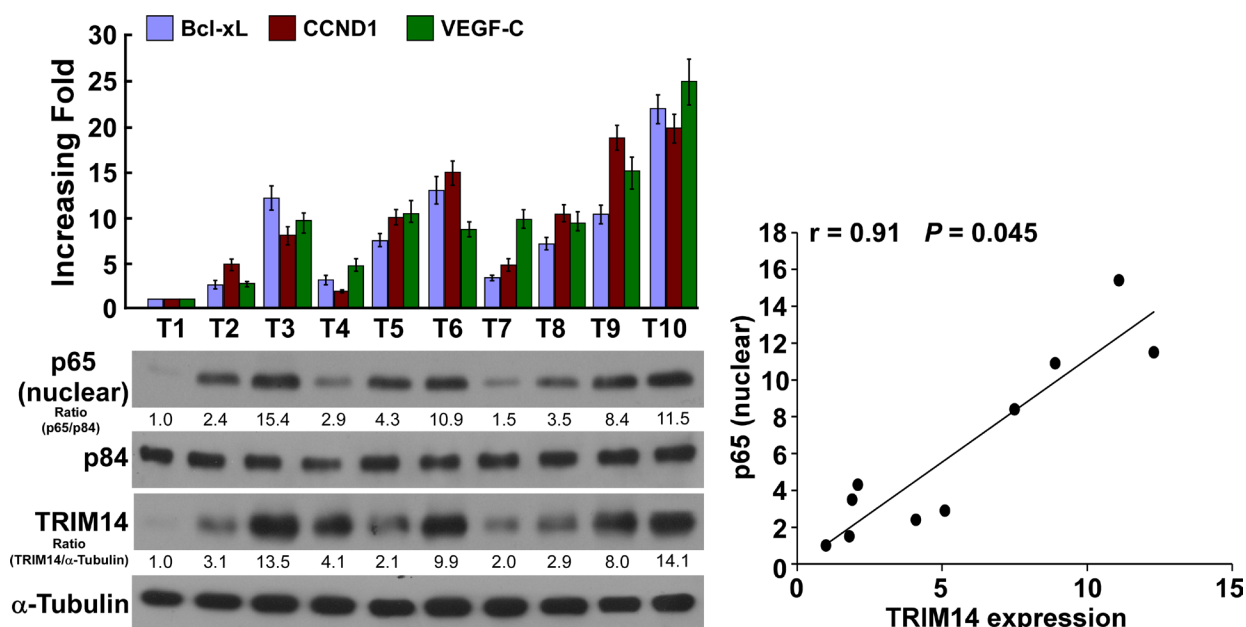 Bcl-xL CCND1 VEGF-C
Increasing Fold
30
25
20
15
10
5
0
T1 T2 T3 T4 T5 T6 T7 T8 T9 T10
p65
(nuclear)
Ratio
(p65/p84)
1.0 2.4 15.4 2.9 4.3 10.9 1.5 3.5 8.4 11.5
p84
TRIM14
Ratio
(TRIM14/α-Tubulin)
1.0 3.1 13.5 4.1 2.1 9.9 2.0 2.9 8.0 14.1
α-Tubulin
r = 0.91 P = 0.045
p65 (nuclear)
18
16
14
12
10
8
6
4
2
0
0 5 10 15
TRIM14 expression